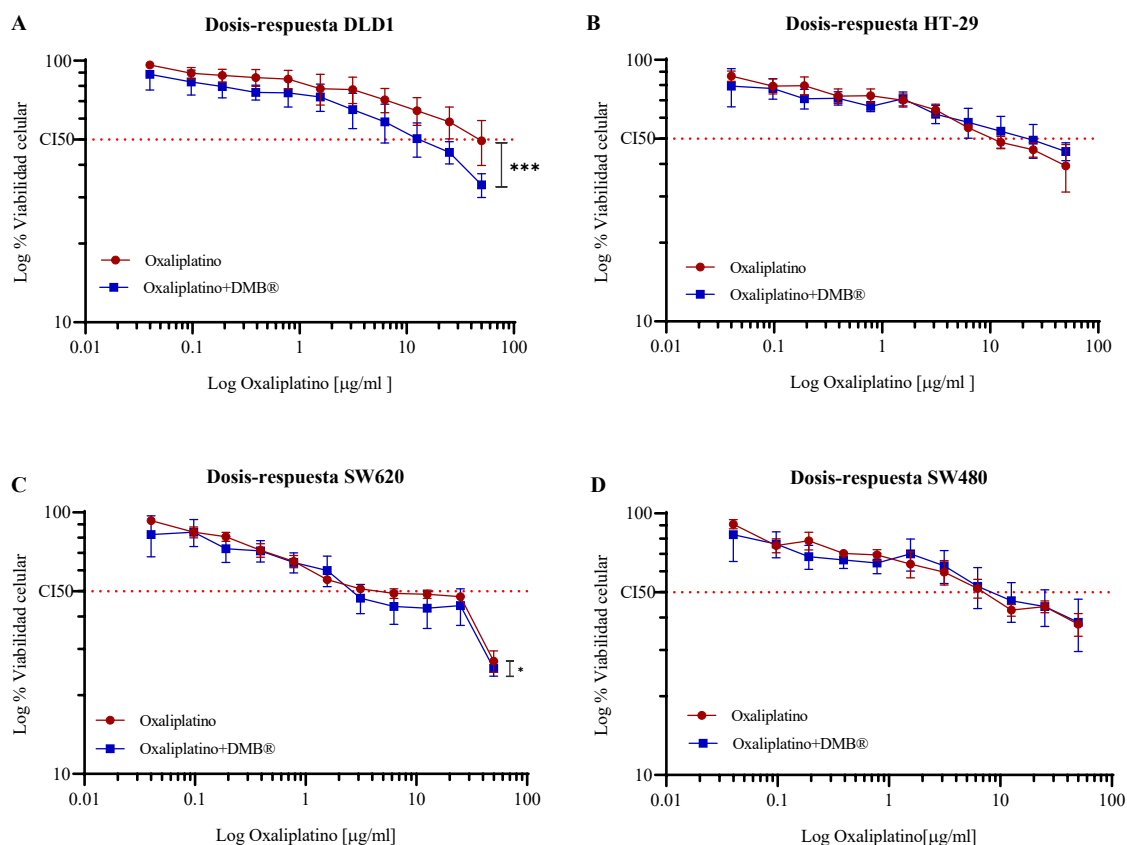 A
Dosis-respuesta DLD1
Log % Viabilidad celular
100
CI50
10
***
Oxaliplatino
Oxaliplatino+DMB®
0.01 0.1 1 10 100
Log Oxaliplatino [µg/ml ]
B
Dosis-respuesta HT-29
Log % Viabilidad celular
100
CI50
10
Oxaliplatino
Oxaliplatino+DMB®
0.01 0.1 1 10 100
Log Oxaliplatino [µg/ml ]
C
Dosis-respuesta SW620
Log % Viabilidad celular
100
CI50
10
*
Oxaliplatino
Oxaliplatino+DMB®
0.01 0.1 1 10 100
Log Oxaliplatino [µg/ml]
D
Dosis-respuesta SW480
Log % Viabilidad celular
100
CI50
10
Oxaliplatino
Oxaliplatino+DMB®
0.01 0.1 1 10 100
Log Oxaliplatino[µg/ml]